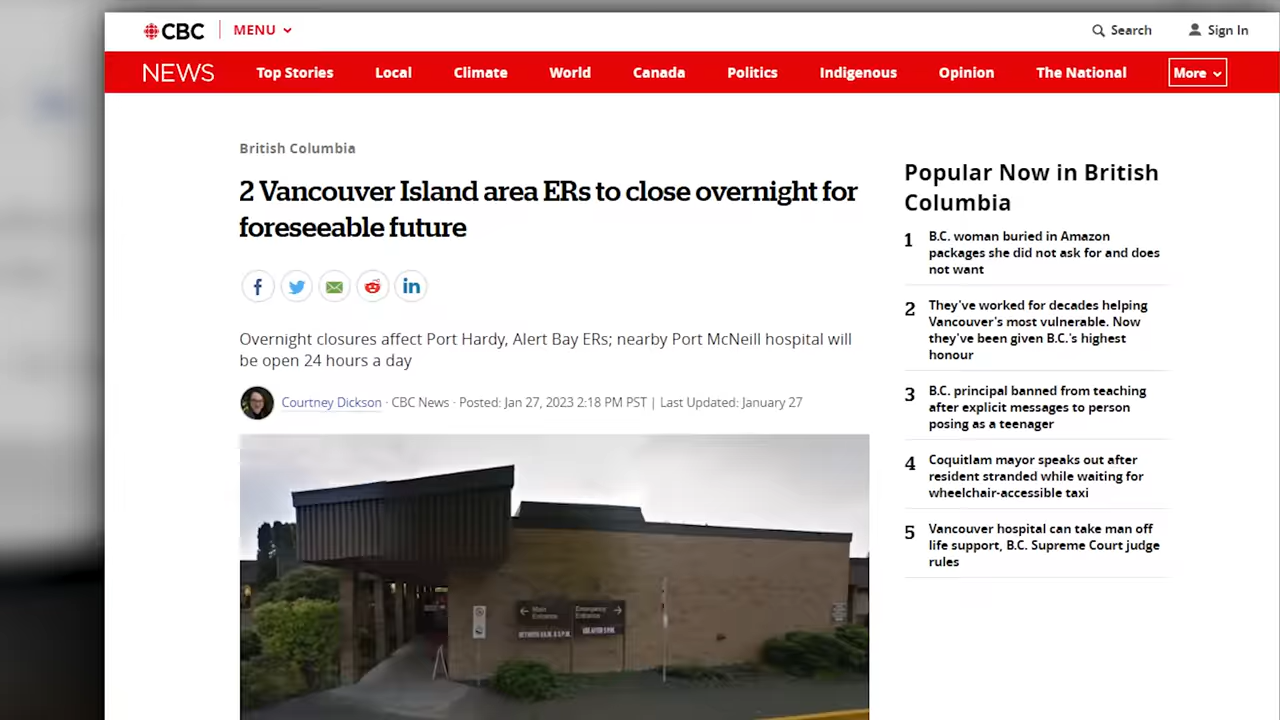 CBC
MENU
Search
Sign In
NEWS
Top Stories
Local
Climate
World
Canada
Politics
Indigenous
Opinion
The National
More
British Columbia
2 Vancouver Island area ERs to close overnight for
foreseeable future
Overnight closures affect Port Hardy, Alert Bay ERs; nearby Port McNeill hospital will
be open 24 hours a day
Courtney Dickson · CBC News · Posted: Jan 27, 2023 2:18 PM PST | Last Updated: January 27
Main
Entrance
Emergency
Entrance
Popular Now in British
Columbia
1
B.C. woman buried in Amazon
packages she did not ask for and does
not want
2
They've worked for decades helping
Vancouver's most vulnerable. Now
they've been given B.C.'s highest
honour
3
B.C. principal banned from teaching
after explicit messages to person
posing as a teenager
4
Coquitlam mayor speaks out after
resident stranded while waiting for
wheelchair-accessible taxi
5
Vancouver hospital can take man off
life support, B.C. Supreme Court judge
rules